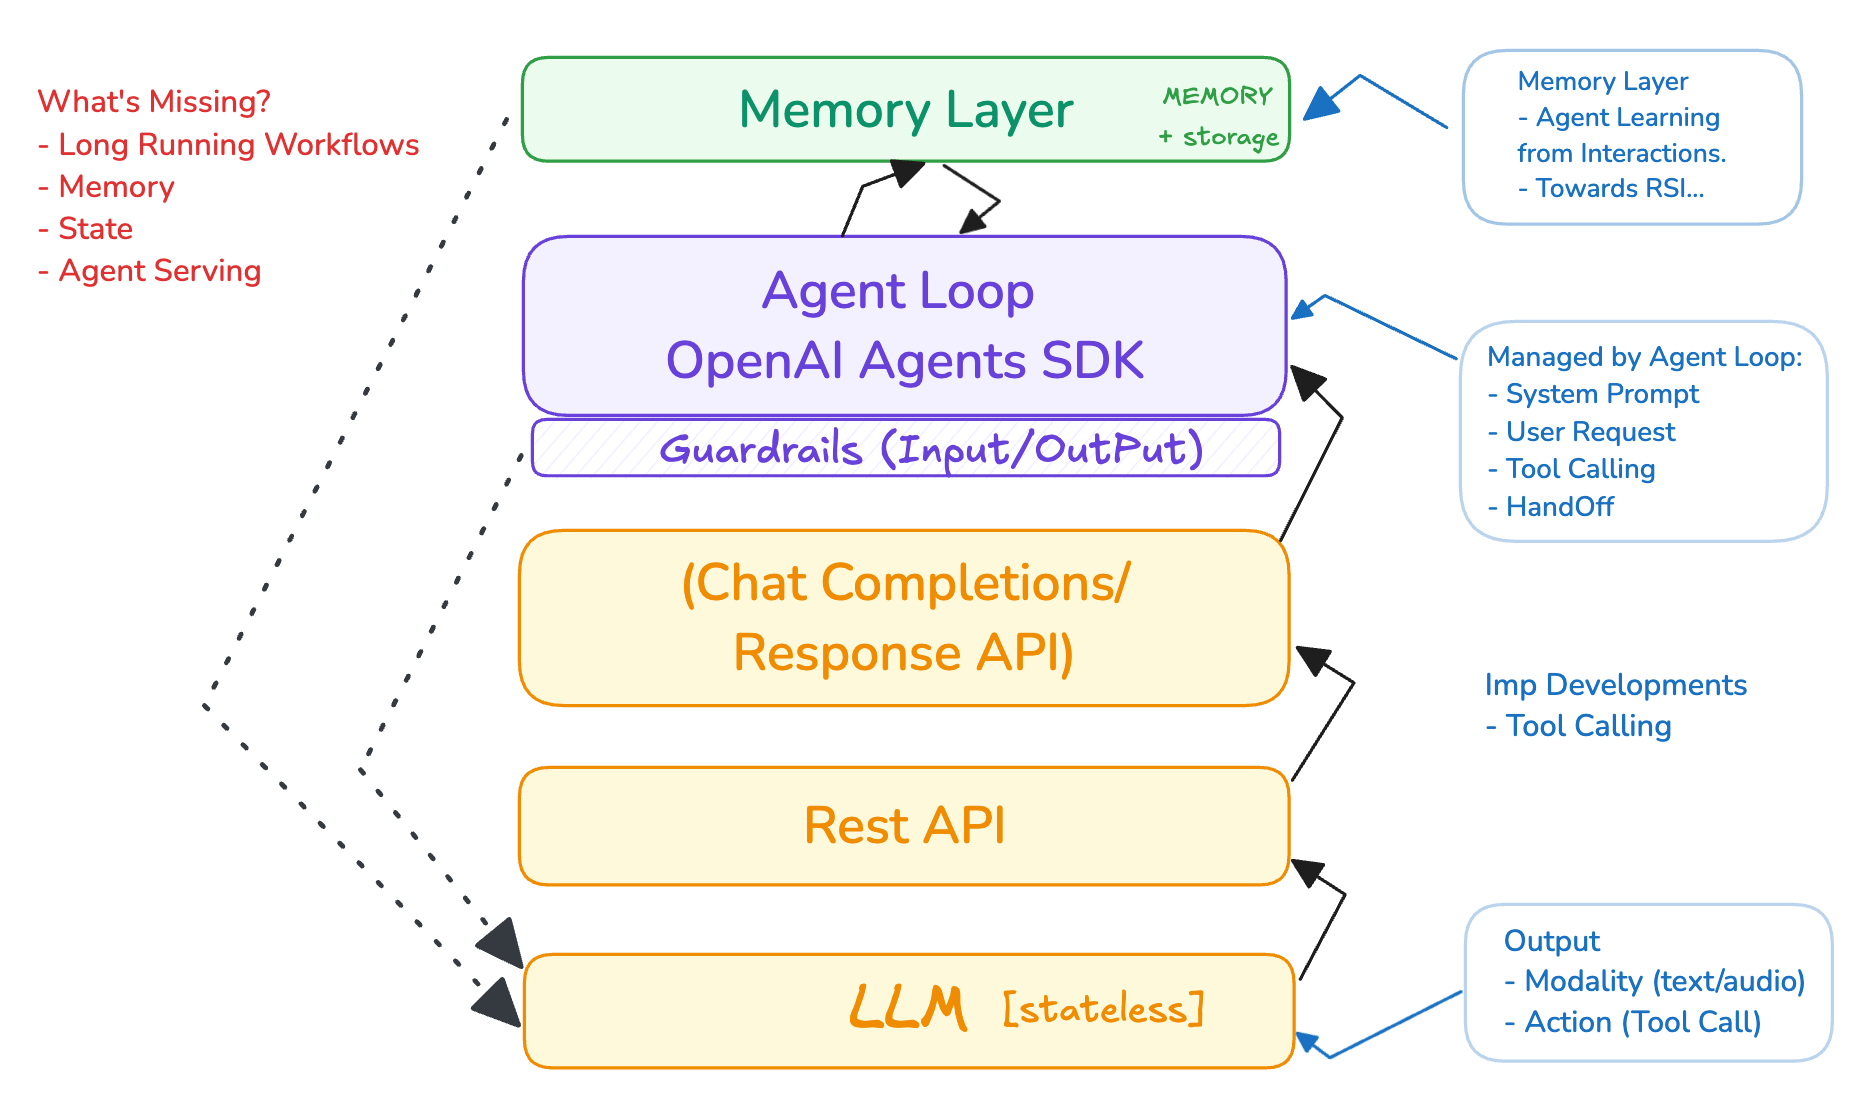 What's Missing?
- Long Running Workflows
- Memory
- State
- Agent Serving
Memory Layer
MEMORY
+ storage
Memory Layer
- Agent Learning
from Interactions.
- Towards RSI...
Agent Loop
OpenAI Agents SDK
Guardrails (Input/OutPut)
Managed by Agent Loop:
- System Prompt
- User Request
- Tool Calling
- HandOff
(Chat Completions/
Response API)
Imp Developments
- Tool Calling
Rest API
LLM [stateless]
Output
- Modality (text/audio)
- Action (Tool Call)